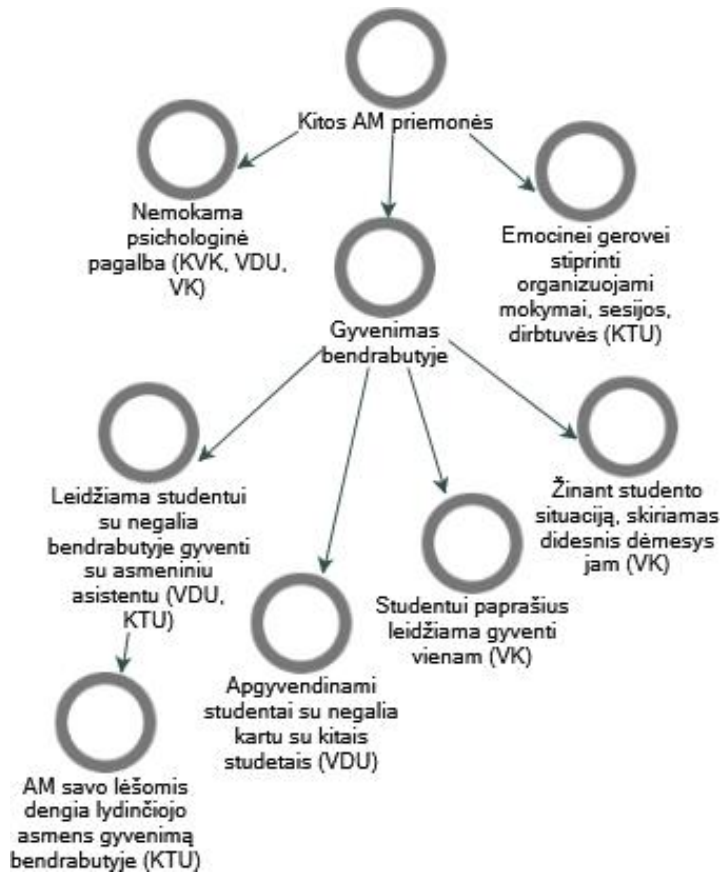 Kitos AM priemonės
Nemokama
psichologinė
pagalba (KVK, VDU,
VK)
Emocinei gerovei
stiprinti
organizuojami
mokymai, sesijos,
dirbtuvės (KTU)
Gyvenimas
bendrabutyje
Leidžiama studentui
su negalia
bendrabutyje gyventi
su asmeniniu
asistentu (VDU,
KTU)
Žinant studento
situaciją, skiriamas
didesnis dėmesys
jam (VK)
Studentui paprašius
leidžiama gyventi
vienam (VK)
Apgyvendinami
studentai su negalia
kartu su kitais
studetais (VDU)
AM savo lėšomis
dengia lydinčiojo
asmens gyvenimą
bendrabutyje (KTU)